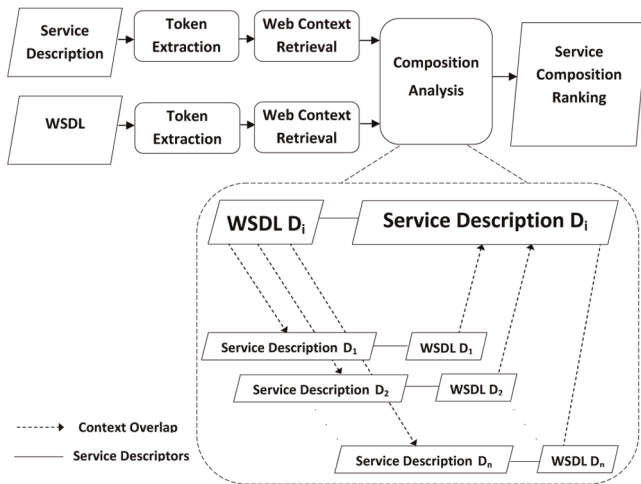 Service
Description
Token
Extraction
Web Context
Retrieval
Composition
Analysis
Service
Composition
Ranking
WSDL
Token
Extraction
Web Context
Retrieval
WSDL Di
Service Description Di
Service Description D1
WSDL D1
Service Description D2
WSDL D2
Service Description Dn
WSDL Dn
Context Overlap
Service Descriptors